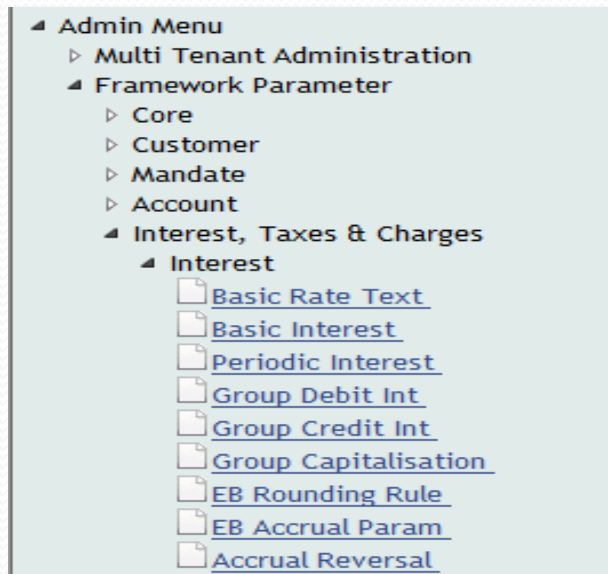 Admin Menu
Multi Tenant Administration
Framework Parameter
Core
Customer
Mandate
Account
Interest, Taxes & Charges
Interest
Basic Rate Text
Basic Interest
Periodic Interest
Group Debit Int
Group Credit Int
Group Capitalisation
EB Rounding Rule
EB Accrual Param
Accrual Reversal